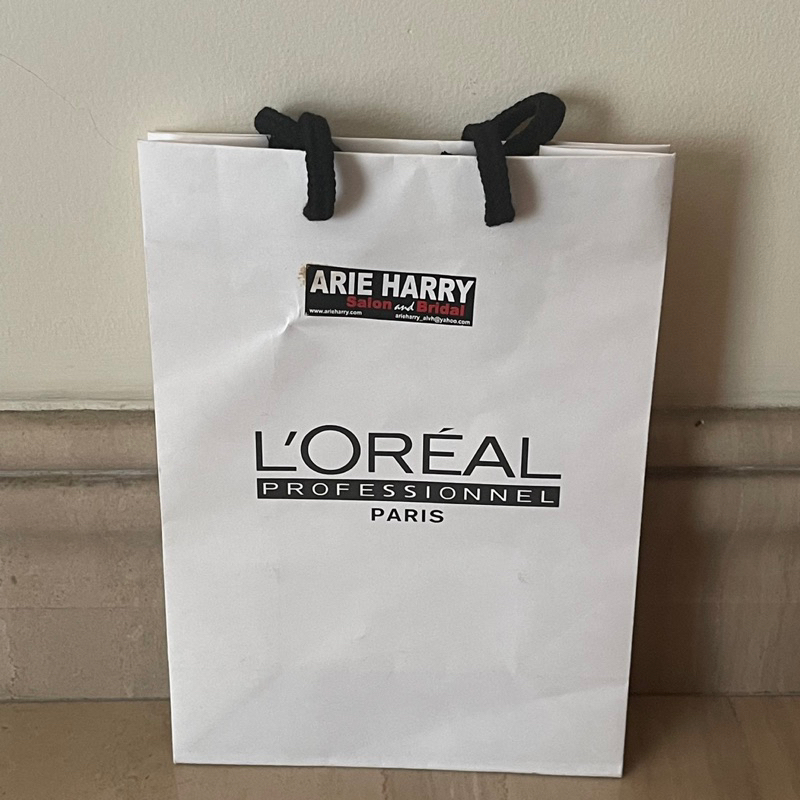 ARIE HARRY
Salon and Bridal
www.arieharry.com arieharry_alvh@yahoo.com
L'ORÉAL
PROFESSIONNEL
PARIS